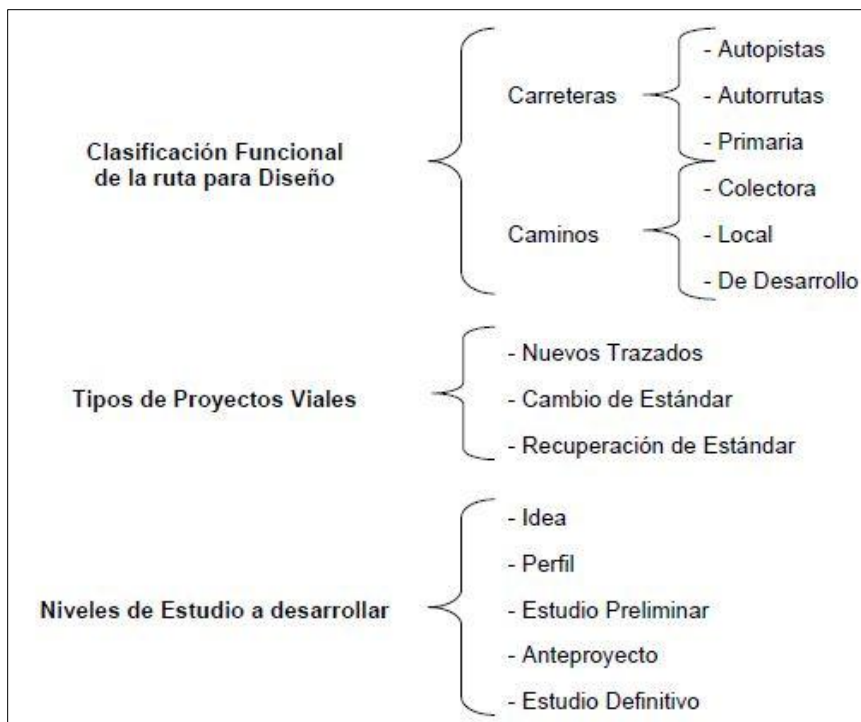 Clasificación Funcional
de la ruta para Diseño
Carreteras
- Autopistas
- Autorrutas
- Primaria
Caminos
- Colectora
- Local
- De Desarrollo
Tipos de Proyectos Viales
- Nuevos Trazados
- Cambio de Estándar
- Recuperación de Estándar
Niveles de Estudio a desarrollar
- Idea
- Perfil
- Estudio Preliminar
- Anteproyecto
- Estudio Definitivo